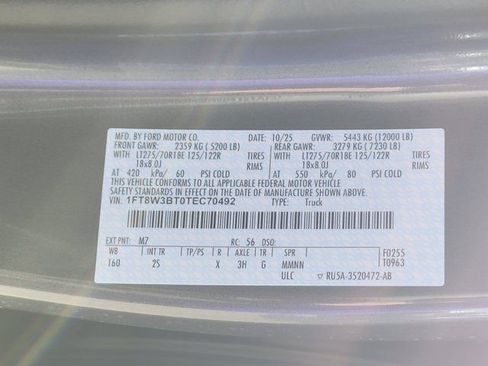 MFD. BY FORD MOTOR CO. 10/25 GVWR: 5443 KG (12000 LB)
FRONT GAWR: 2359 KG ( 5200 LB) REAR GAWR: 3279 KG ( 7230 LB)
WITH LT275/70R18E 125/122R TIRES WITH LT275/70R18E 125/122R TIRES
18x8.0J RIMS 18x8.0J RIMS
AT 420 kPa/ 60 PSI COLD AT 550 kPa/ 80 PSI COLD
THIS VEHICLE CONFORMS TO ALL APPLICABLE FEDERAL MOTOR VEHICLE
SAFETY STANDARDS IN EFFECT ON THE DATE OF MANUFACTURE SHOWN ABOVE.
VIN: 1FT8W3BT0TEC70492 TYPE: Truck
EXT PNT: M7 RC: 56 DSO:
WB INT TR TP/PS R AXLE TR SPR F0255
160 2S X 3H G MMNN T0963
ULC RU5A-3520472-AB